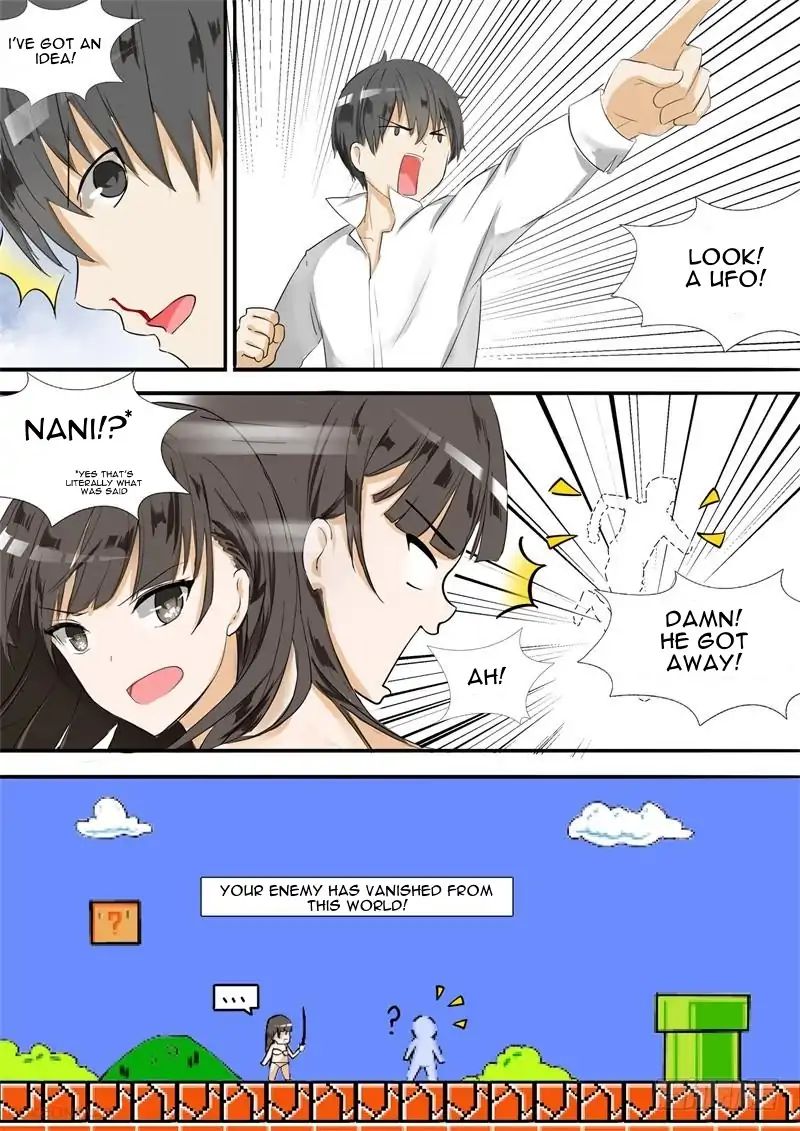 I'VE GOT AN
IDEA!
LOOK!
A UFO!
NANI!?*
*YES THAT'S
LITERALLY WHAT
WAS SAID
AH!
DAMN!
HE GOT
AWAY!
YOUR ENEMY HAS VANISHED FROM
THIS WORLD!
?
...
?